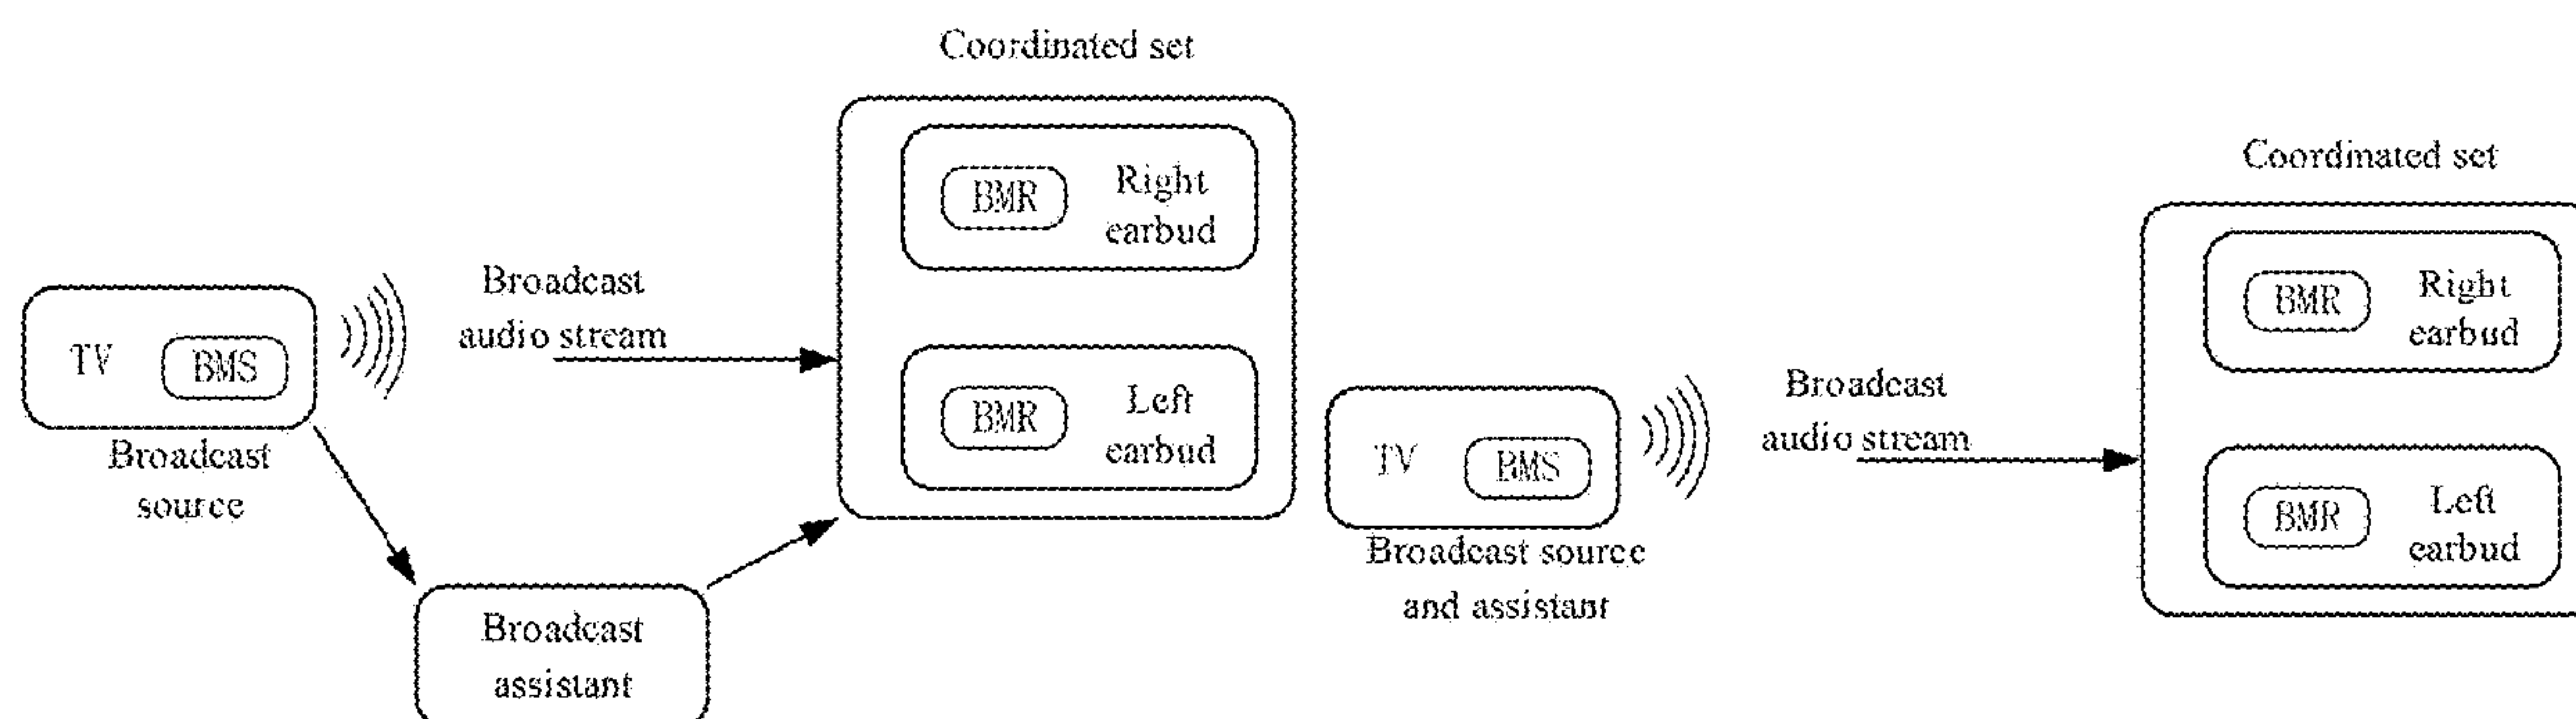 Coordinated set
BMR
Right
earbud
Broadcast
audio stream
TV
BMS
BMR
Left
earbud
Broadcast
source
Broadcast
assistant
Coordinated set
BMR
Right
earbud
Broadcast
audio stream
TV
BMS
BMR
Left
earbud
Broadcast source
and assistant